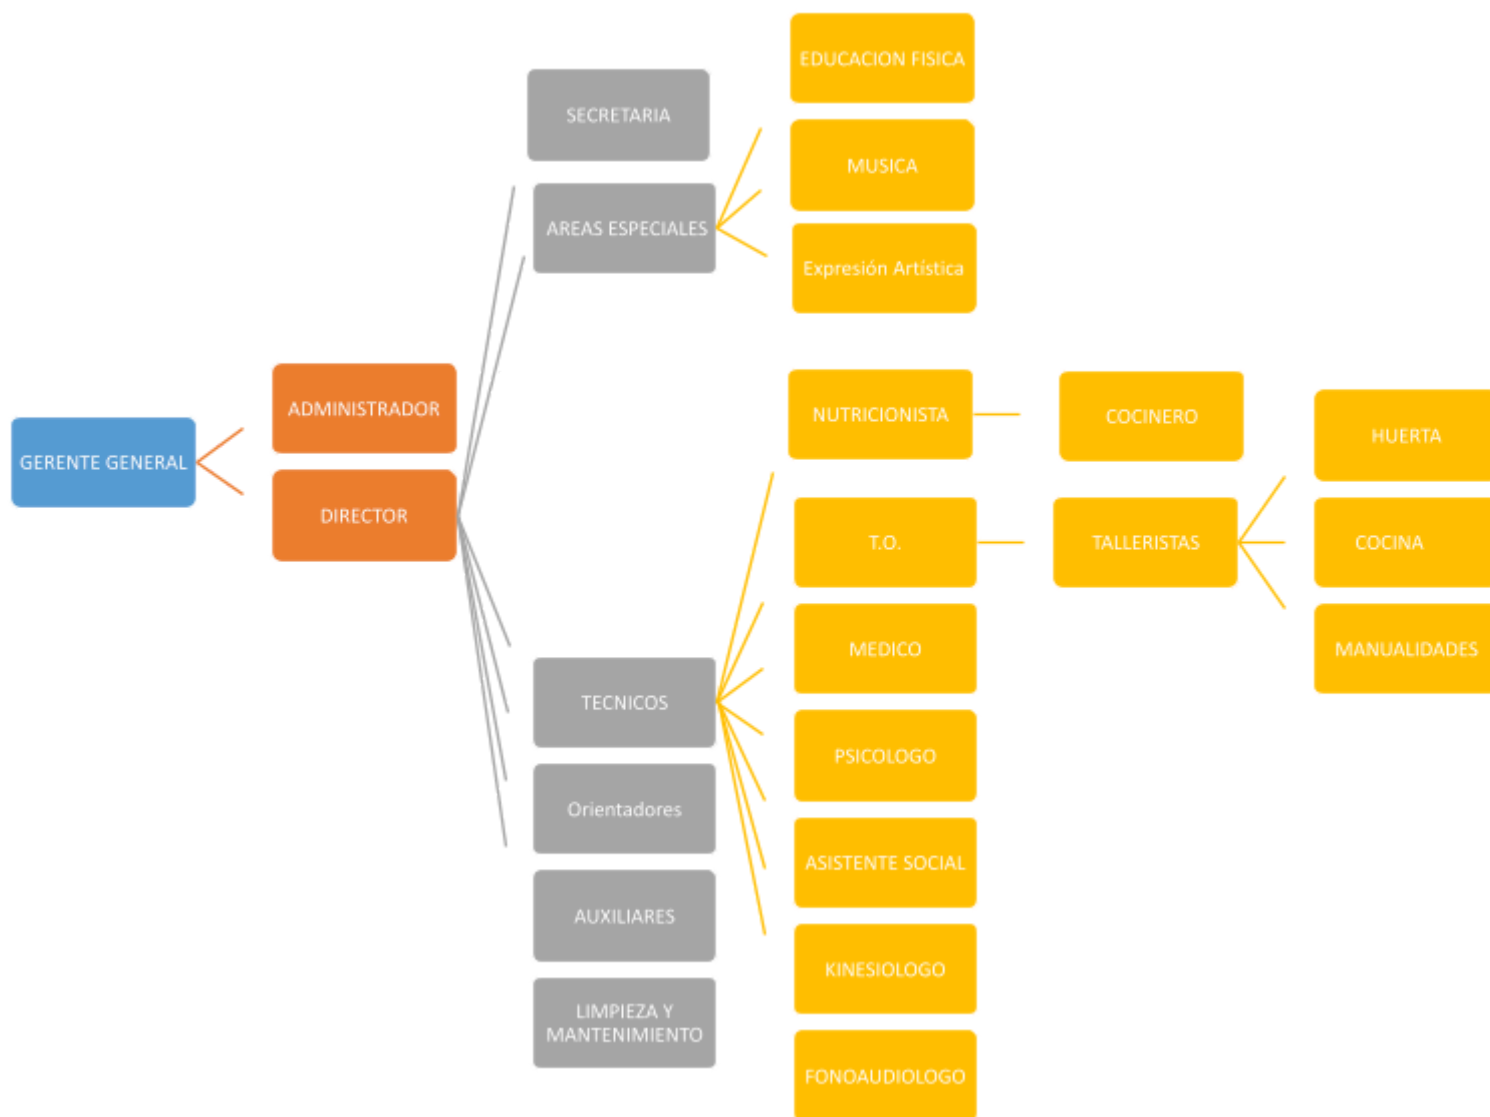 GERENTE GENERAL
ADMINISTRADOR
DIRECTOR
SECRETARIA
AREAS ESPECIALES
TECNICOS
Orientadores
AUXILIARES
LIMPIEZA Y
MANTENIMIENTO
EDUCACION FISICA
MUSICA
Expresión Artística
NUTRICIONISTA
T.O.
MEDICO
PSICOLOGO
ASISTENTE SOCIAL
KINESIOLOGO
FONOAUDIOLOGO
COCINERO
TALLERISTAS
HUERTA
COCINA
MANUALIDADES